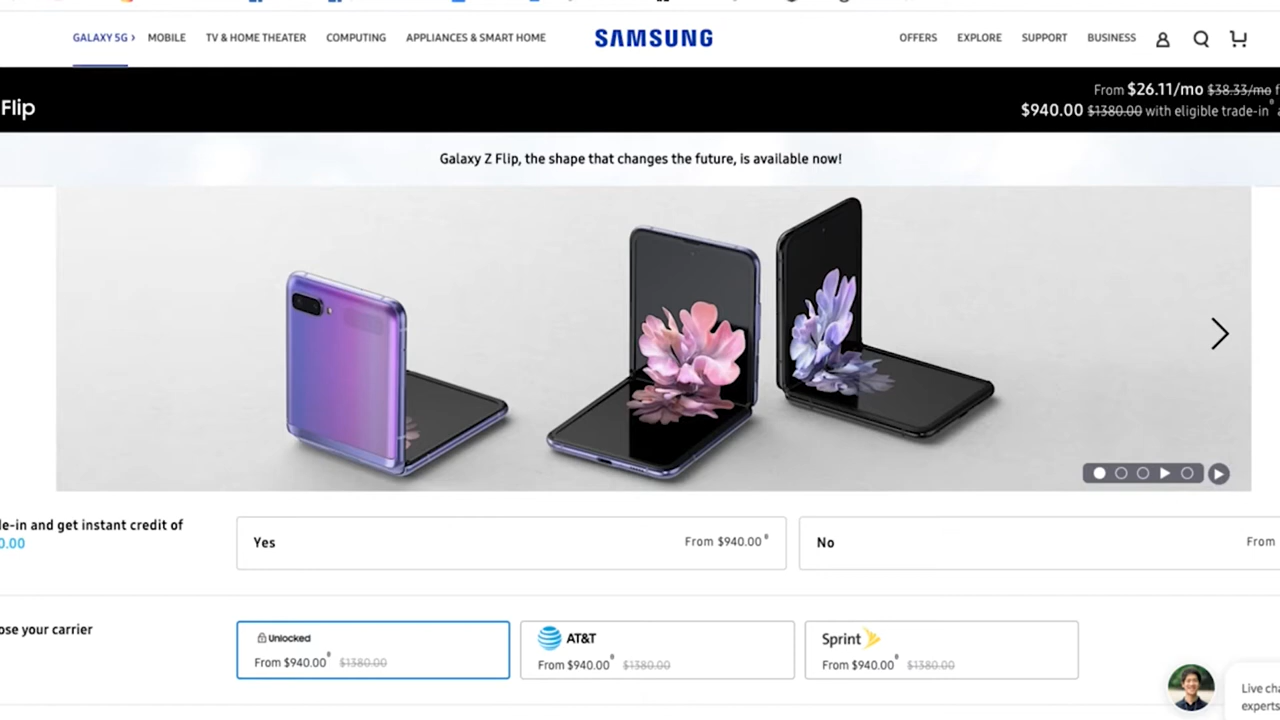 GALAXY 5G › MOBILE TV & HOME THEATER COMPUTING APPLIANCES & SMART HOME SAMSUNG OFFERS EXPLORE SUPPORT BUSINESS
Flip
From $26.11/mo $38.33/mo f
$940.00 $1380.00 with eligible trade-in
Galaxy Z Flip, the shape that changes the future, is available now!
de-in and get instant credit of
0.00
Yes From $940.00
No From
ose your carrier
Unlocked
From $940.00 $1380.00
AT&T
From $940.00 $1380.00
Sprint
From $940.00 $1380.00
Live cha
experts